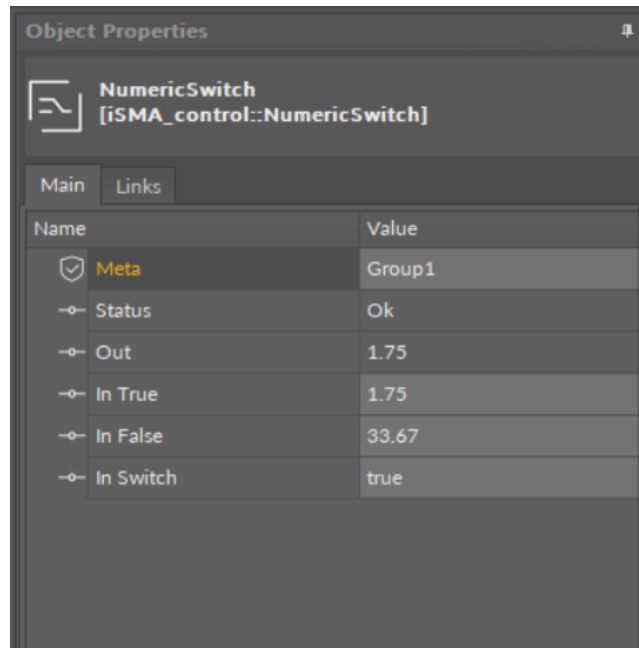 Object Properties
NumericSwitch
[iSMA_control::NumericSwitch]
Main Links
Name Value
Meta Group1
Status Ok
Out 1.75
In True 1.75
In False 33.67
In Switch true